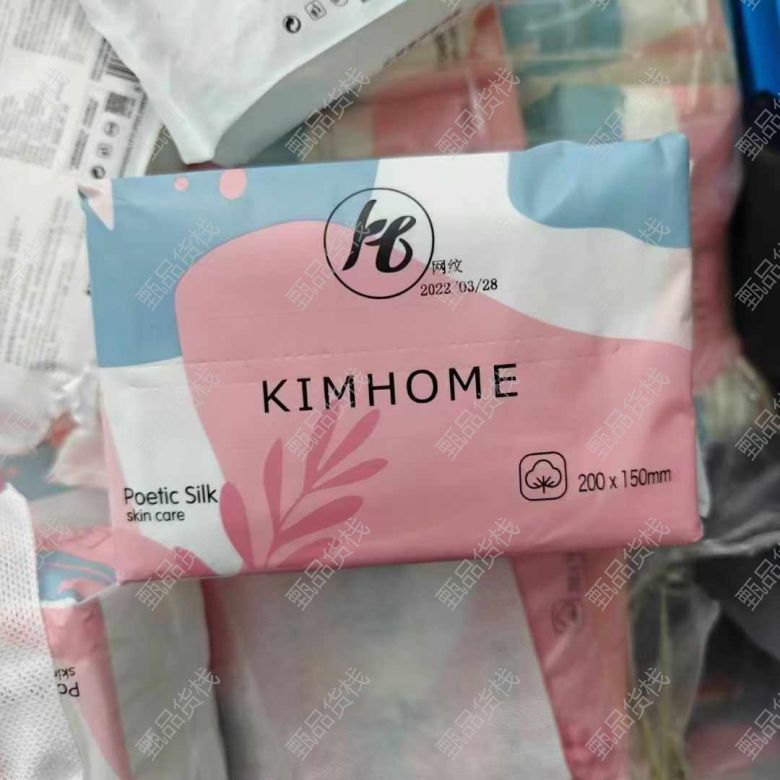 网纹
2022/03/28
KIMHOME
Poetic Silk
skin care
200 x 150mm
甄品货栈